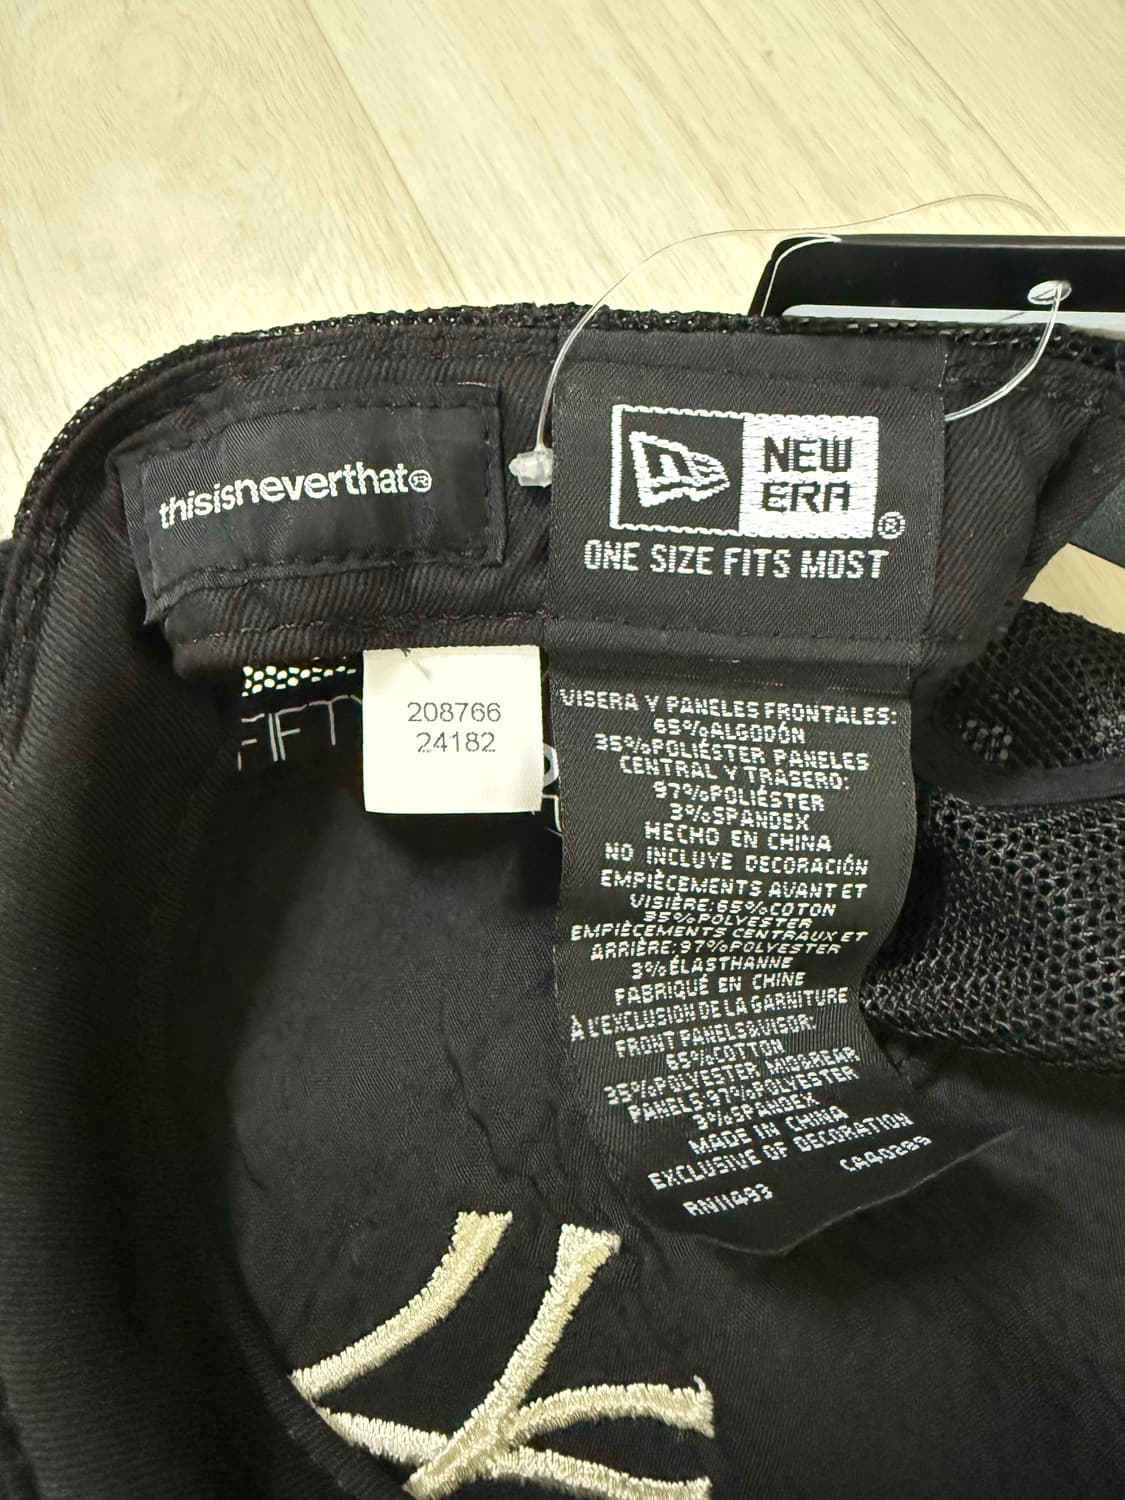 thisisneverthat®
NEW
ERA
®
ONE SIZE FITS MOST
208766
24182
FIFTY
VISERA Y PANELES FRONTALES:
65%ALGODÓN
35%POLIÉSTER PANELES
CENTRAL Y TRASERO:
97%POLIÉSTER
3%SPANDEX
HECHO EN CHINA
NO INCLUYE DECORACIÓN
EMPIÈCEMENTS AVANT ET
VISIÈRE:65%COTON
35%POLYESTER
EMPIÈCEMENTS CENTRAUX ET
ARRIÈRE:97%POLYESTER
3%ÉLASTHANNE
FABRIQUÉ EN CHINE
À L'EXCLUSION DE LA GARNITURE
FRONT PANELS&VISOR:
65%COTTON
35%POLYESTER MID&REAR
PANELS:97%POLYESTER
3%SPANDEX
MADE IN CHINA
EXCLUSIVE OF DECORATION
RN11493 CA40289